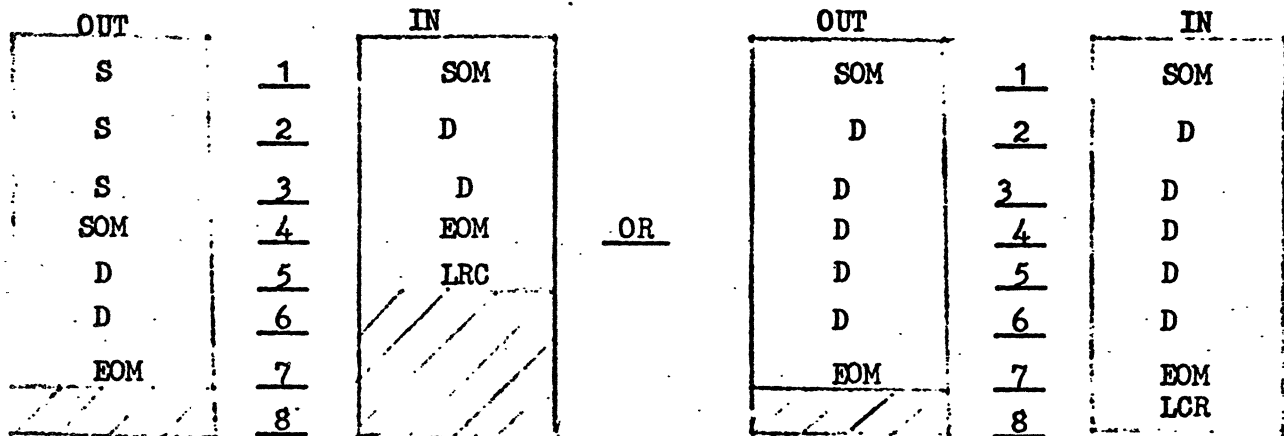 OUT IN OUT IN
S 1 SOM SOM 1 SOM
S 2 D D 2 D
S 3 D D 3 D
SOM 4 EOM OR D 4 D
D 5 LRC D 5 D
D 6 D 6 D
EOM 7 EOM 7 EOM
8 8 LCR